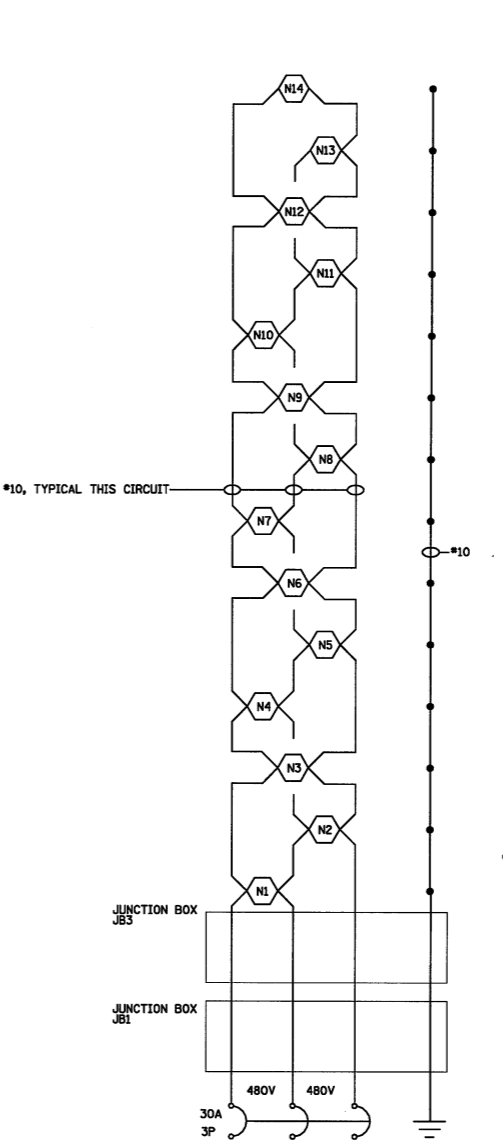 N14
N13
N12
N11
N10
N9
N8
#10, TYPICAL THIS CIRCUIT
N7
#10
N6
N5
N4
N3
N2
N1
JUNCTION BOX
JB3
JUNCTION BOX
JB1
480V 480V
30A
3P